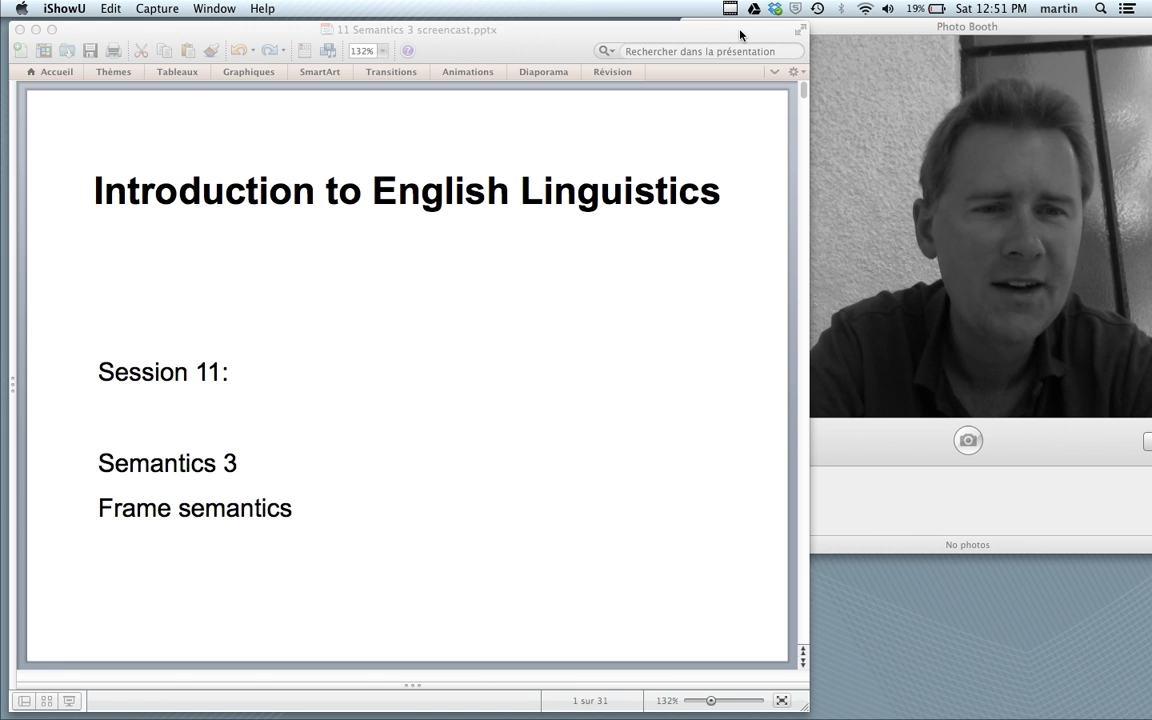 iShowU Edit Capture Window Help 19% Sat 12:51 PM martin
11 Semantics 3 screencast.pptx
Photo Booth
132% Rechercher dans la présentation
Accueil Thèmes Tableaux Graphiques SmartArt Transitions Animations Diaporama Révision
Introduction to English Linguistics
Session 11:
Semantics 3
Frame semantics
No photos
1 sur 31 132%